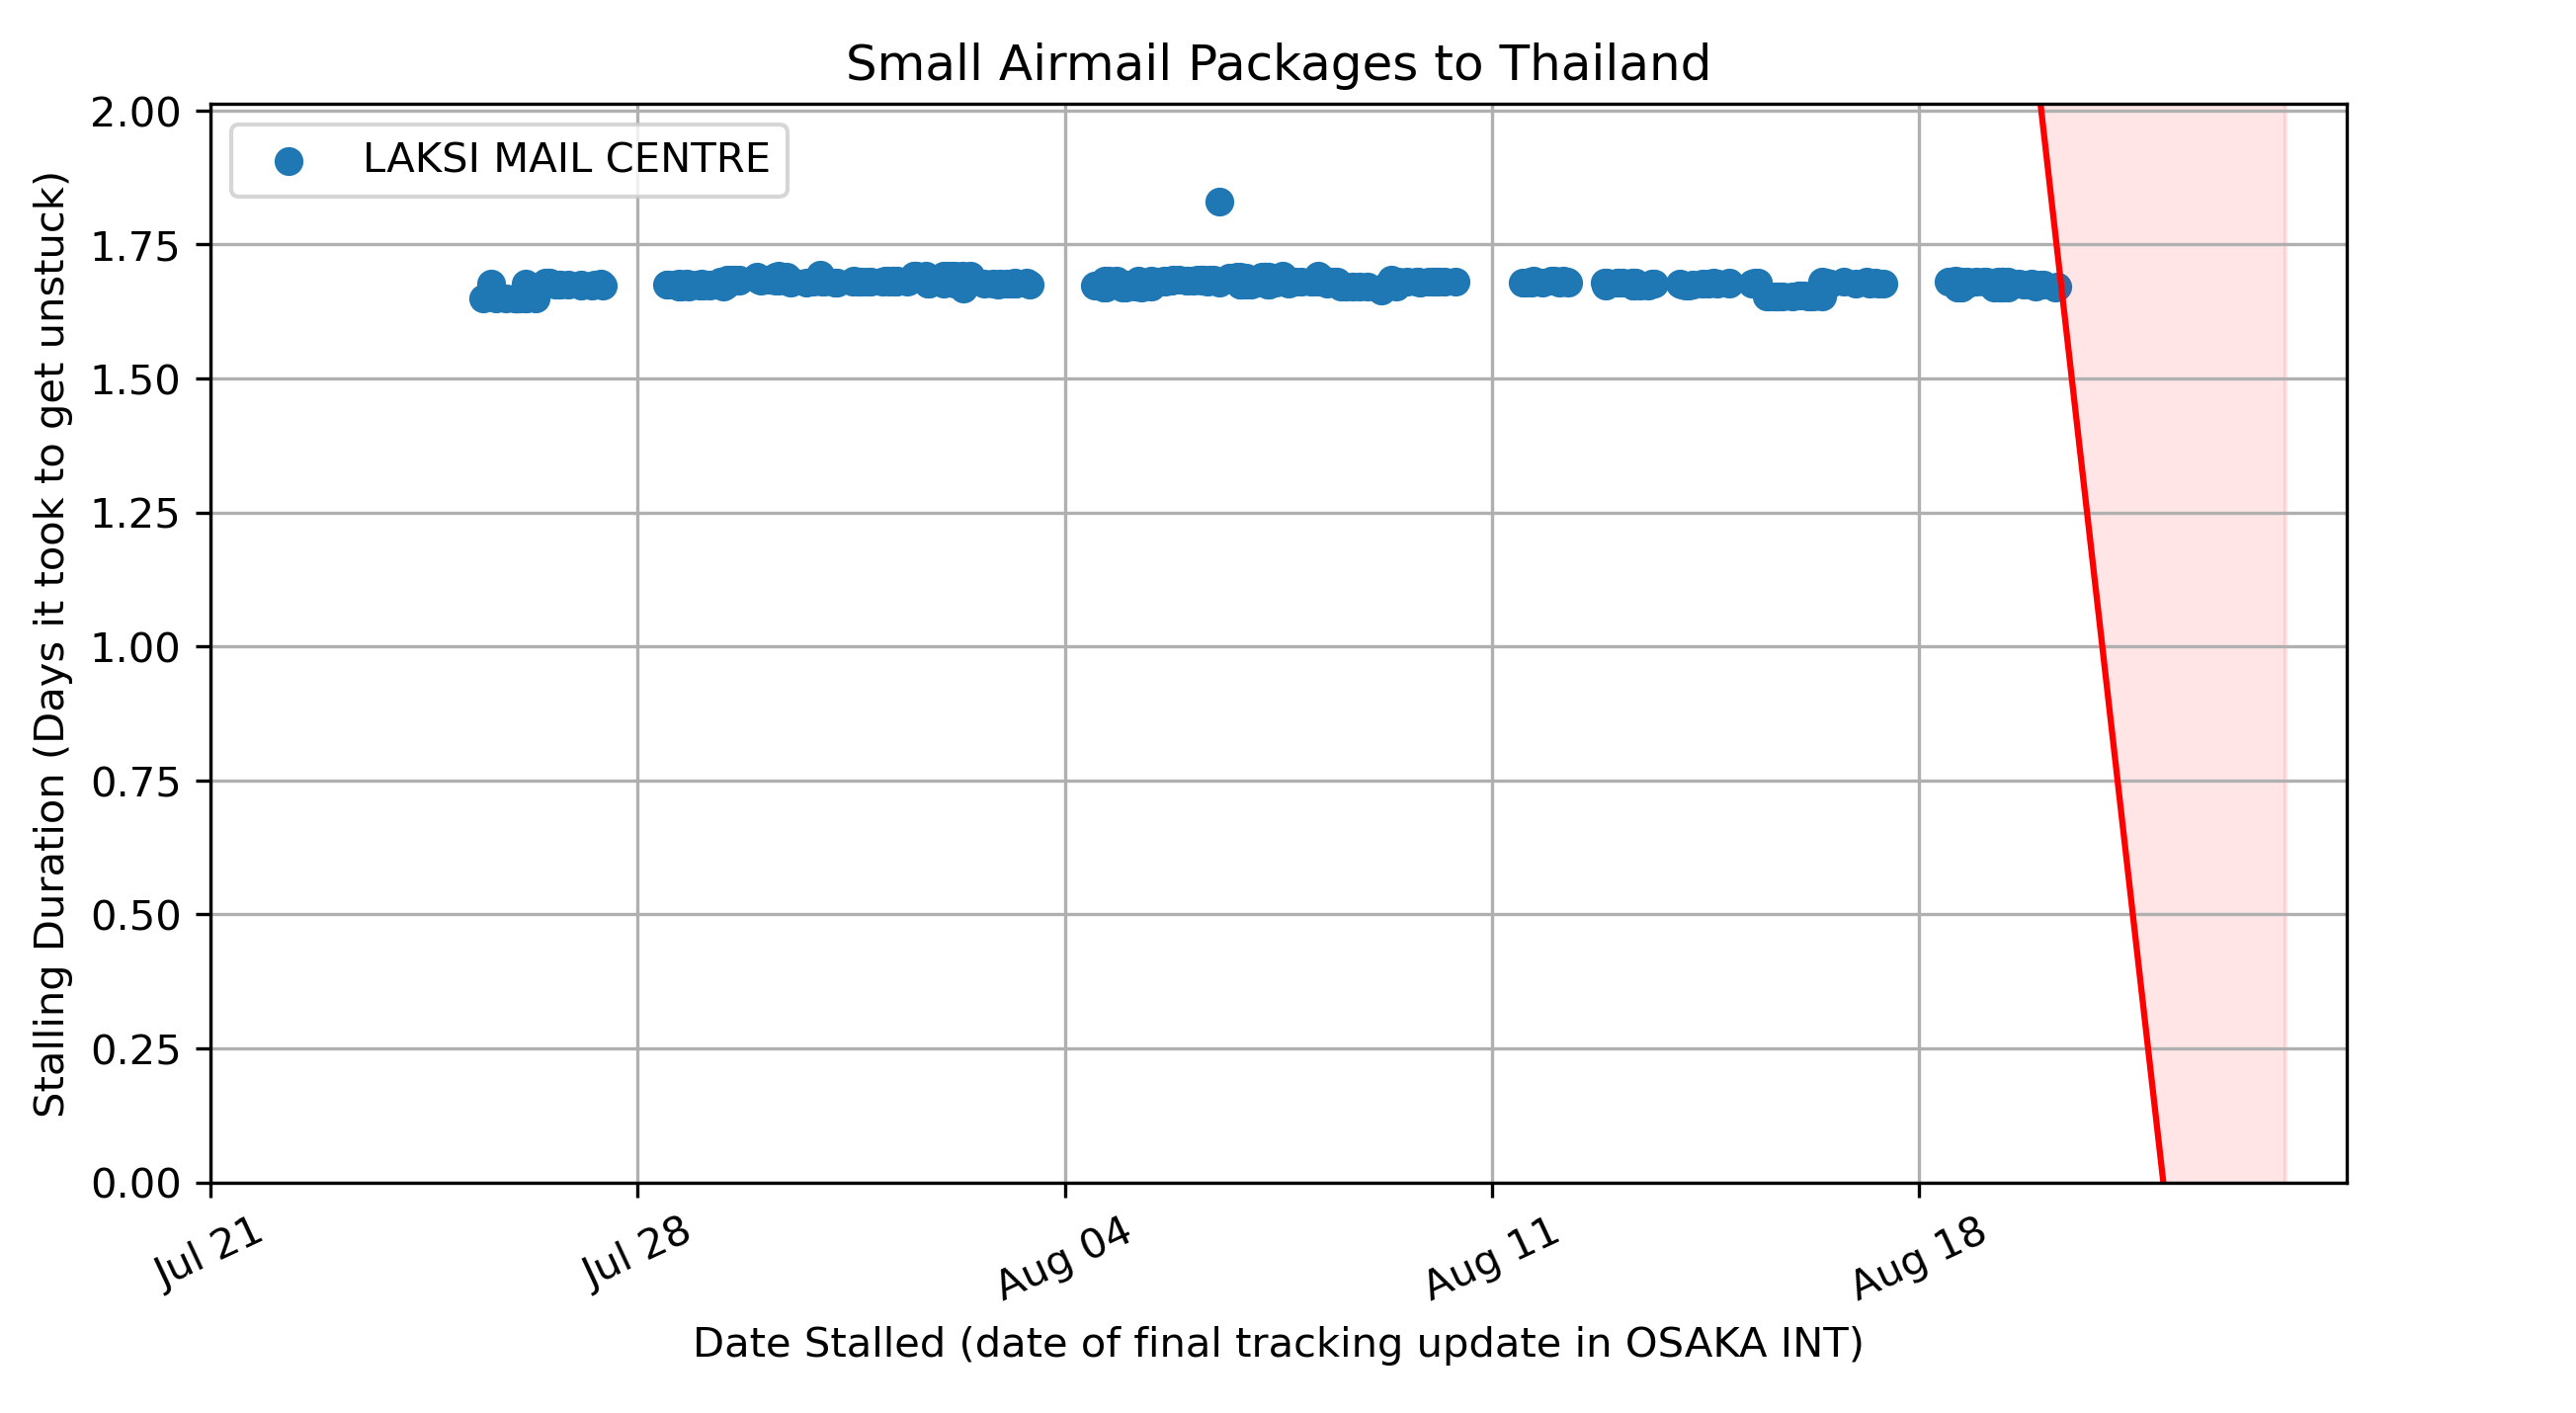 Small Airmail Packages to Thailand
LAKSI MAIL CENTRE
Stalling Duration (Days it took to get unstuck)
2.00
1.75
1.50
1.25
1.00
0.75
0.50
0.25
0.00
Jul 21
Jul 28
Aug 04
Aug 11
Aug 18
Date Stalled (date of final tracking update in OSAKA INT)